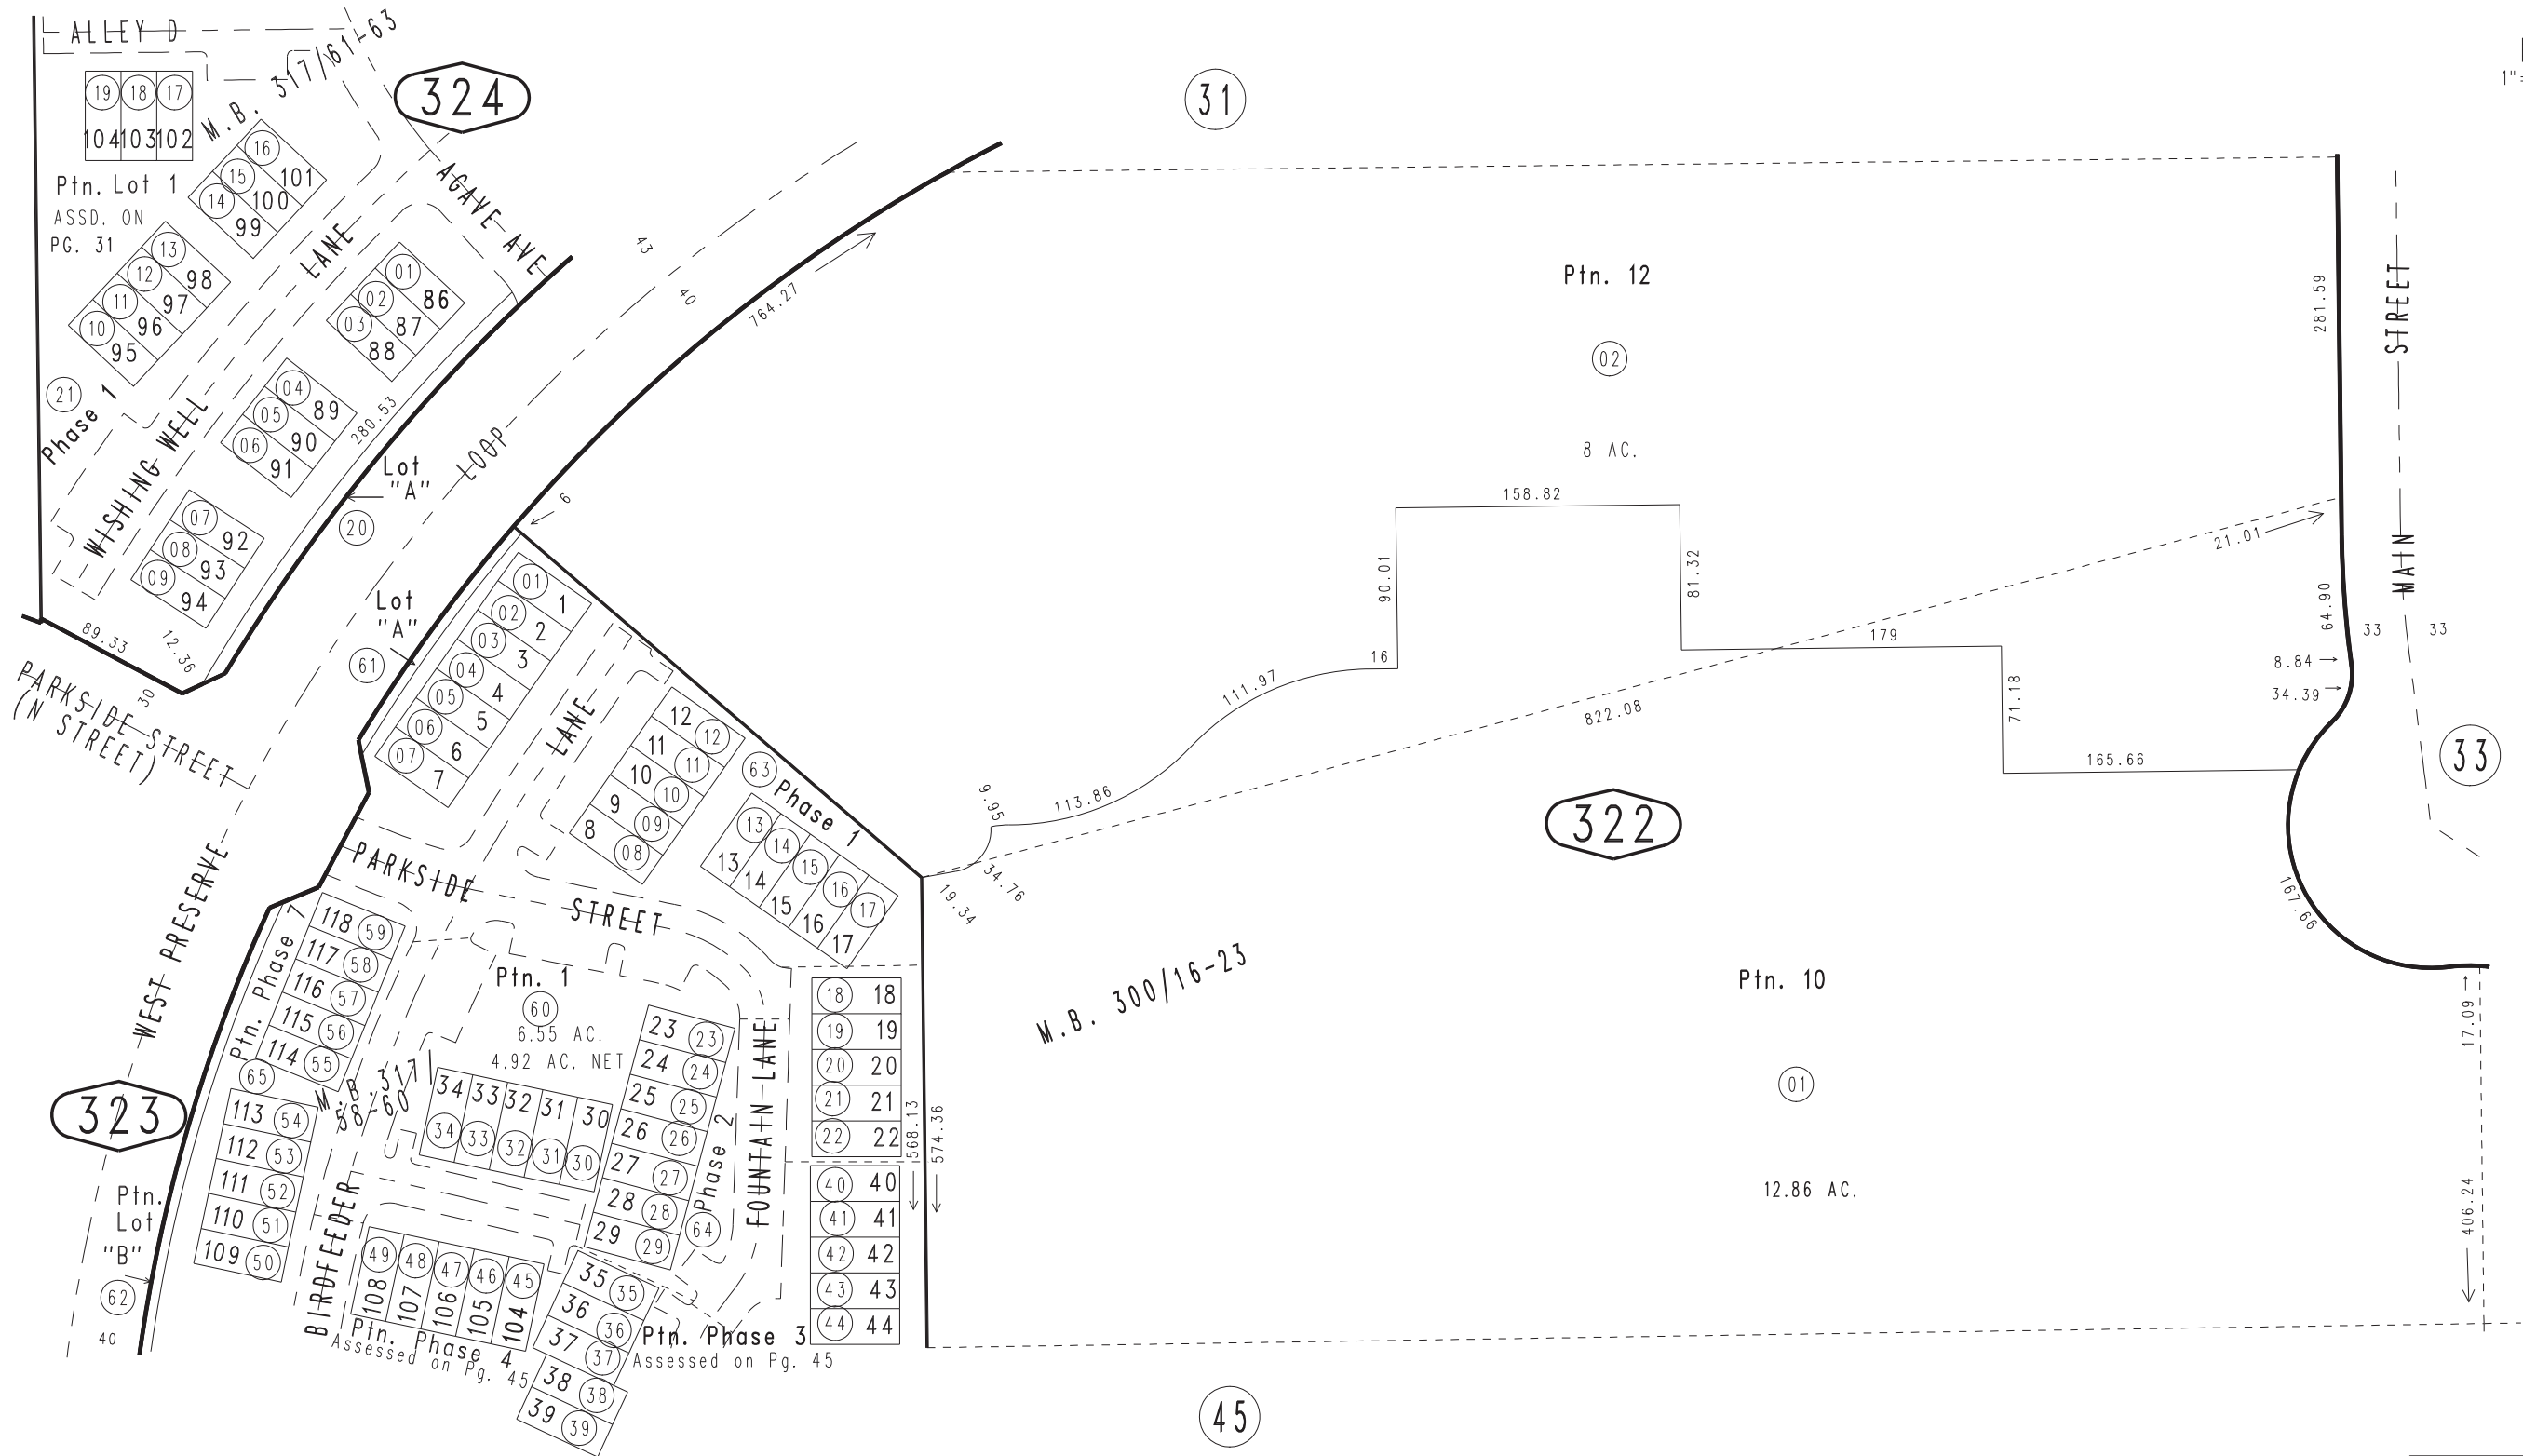 ALLEY D
M.B. 317/61-63
324
31
1"=
19 18 17
104 103 102
Ptn. Lot 1
ASSD. ON
PG. 31
16 101
15 100
14 99
13 98
12 97
11 96
10 95
21
Phase 1
WISHING WELL LANE
AGAVE AVE
01 86
02 87
03 88
04 89
05 90
06 91
07 92
08 93
09 94
280.53
Lot
"A"
20
89.33
12.36
30
PARKSIDE STREET
(N STREET)
43
40
764.27
6
WEST PRESERVE LOOP
Lot
"A"
61
01 1
02 2
03 3
04 4
05 5
06 6
07 7
LANE
12 12
11 11
10 10
9 09
8 08
63
Phase 1
13 14 15 16 17
13 14 15 16 17
PARKSIDE STREET
Ptn. Phase 7
118 59
117 58
116 57
115 56
114 55
65
M.B. 317/
58-60
113 54
112 53
111 52
110 51
109 50
323
Ptn.
Lot
"B"
62
40
Ptn. 1
60
6.55 AC.
4.92 AC. NET
34 33 32 31 30
34 33 32 31 30
23 23
24 24
25 25
26 26
27 27
28 28
29 29
Phase 2
64
FOUNTAIN LANE
18 18
19 19
20 20
21 21
22 22
40 40
41 41
42 42
43 43
44 44
568.13
574.36
BIRDFEEDER
49 48 47 46 45
108 107 106 105 104
Ptn. Phase 4
Assessed on Pg. 45
35 35
36 36
37 37
38 38
39 39
Ptn. Phase 3
Assessed on Pg. 45
Ptn. 12
02
8 AC.
158.82
90.01
81.32
16
179
71.18
165.66
111.97
113.86
9.95
34.76
19.34
822.08
21.01
281.59
64.90
8.84
34.39
33
33
MAIN STREET
33
167.66
17.09
406.24
322
M.B. 300/16-23
Ptn. 10
01
12.86 AC.
45